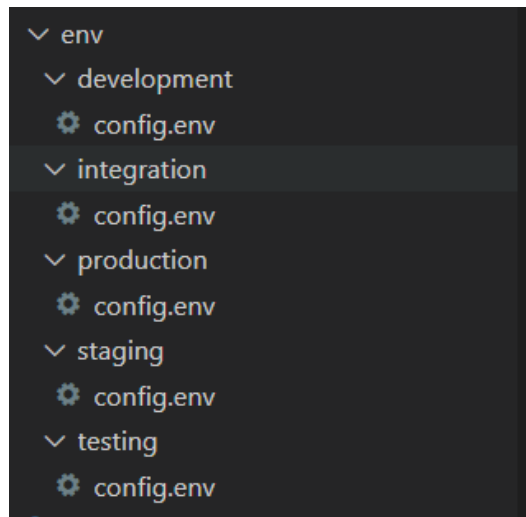 env
development
config.env
integration
config.env
production
config.env
staging
config.env
testing
config.env